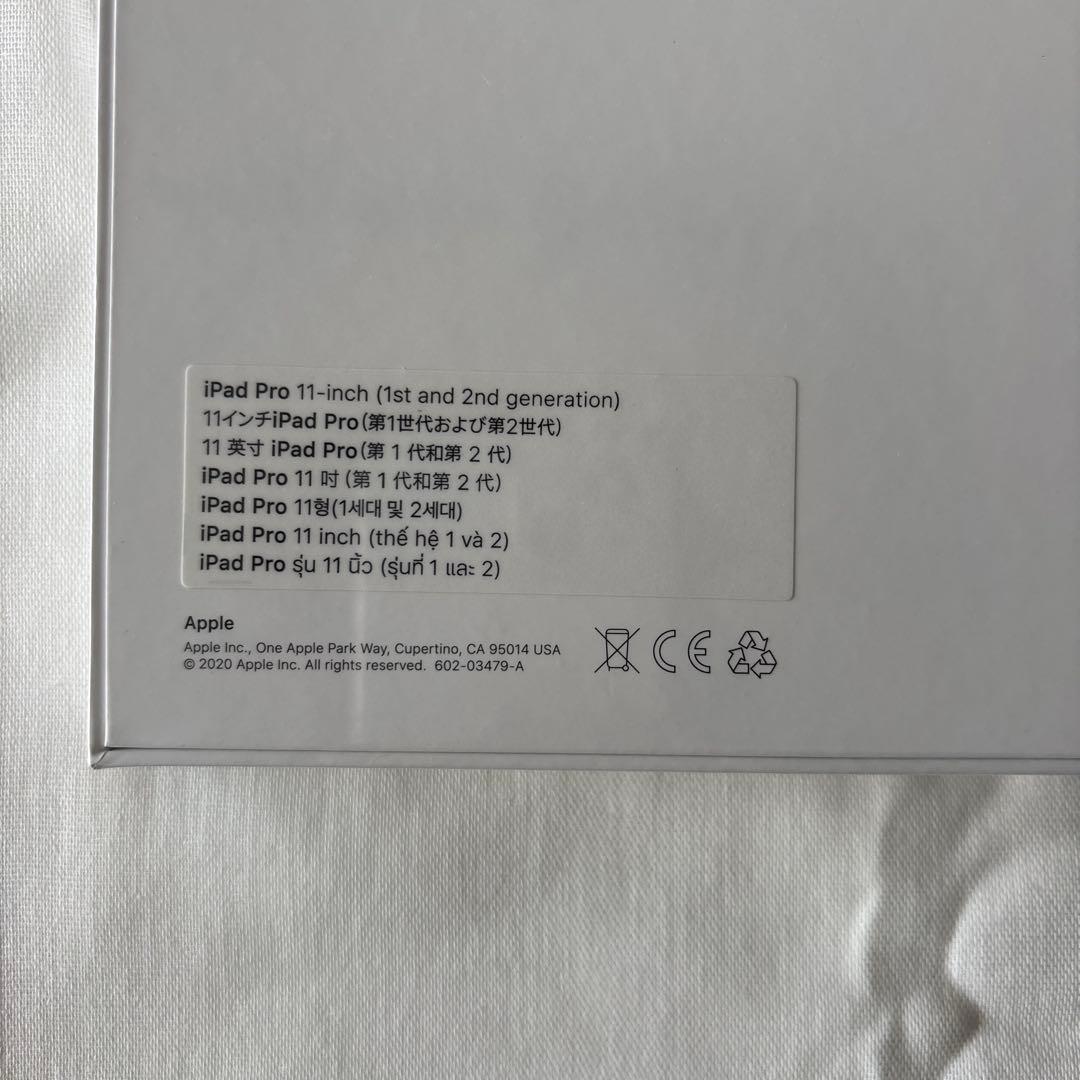 iPad Pro 11-inch (1st and 2nd generation)
11インチiPad Pro(第1世代および第2世代)
11 英寸 iPad Pro(第 1 代和第 2 代)
iPad Pro 11 吋 (第 1 代和第 2 代)
iPad Pro 11형(1세대 및 2세대)
iPad Pro 11 inch (thế hệ 1 và 2)
iPad Pro รุ่น 11 นิ้ว (รุ่นที่ 1 และ 2)
Apple
Apple Inc., One Apple Park Way, Cupertino, CA 95014 USA
© 2020 Apple Inc. All rights reserved. 602-03479-A
CE